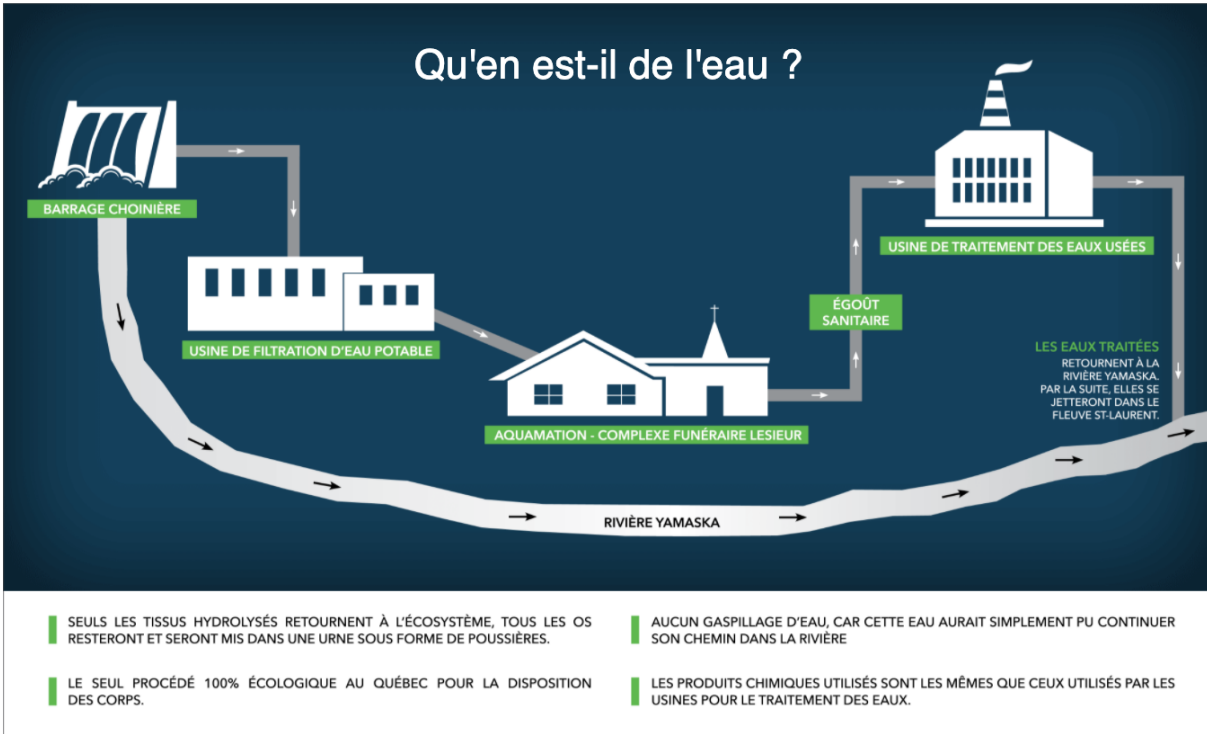 Qu'en est-il de l'eau ?
BARRAGE CHOINIÈRE
USINE DE FILTRATION D'EAU POTABLE
AQUAMATION - COMPLEXE FUNÉRAIRE LESIEUR
ÉGOÛT
SANITAIRE
USINE DE TRAITEMENT DES EAUX USÉES
LES EAUX TRAITÉES
RETOURNENT À LA
RIVIÈRE YAMASKA.
PAR LA SUITE, ELLES SE
JETTERONT DANS LE
FLEUVE ST-LAURENT.
RIVIÈRE YAMASKA
SEULS LES TISSUS HYDROLYSÉS RETOURNENT À L'ÉCOSYSTÈME, TOUS LES OS
RESTERONT ET SERONT MIS DANS UNE URNE SOUS FORME DE POUSSIÈRES.
LE SEUL PROCÉDÉ 100% ÉCOLOGIQUE AU QUÉBEC POUR LA DISPOSITION
DES CORPS.
AUCUN GASPILLAGE D'EAU, CAR CETTE EAU AURAIT SIMPLEMENT PU CONTINUER
SON CHEMIN DANS LA RIVIÈRE
LES PRODUITS CHIMIQUES UTILISÉS SONT LES MÊMES QUE CEUX UTILISÉS PAR LES
USINES POUR LE TRAITEMENT DES EAUX.